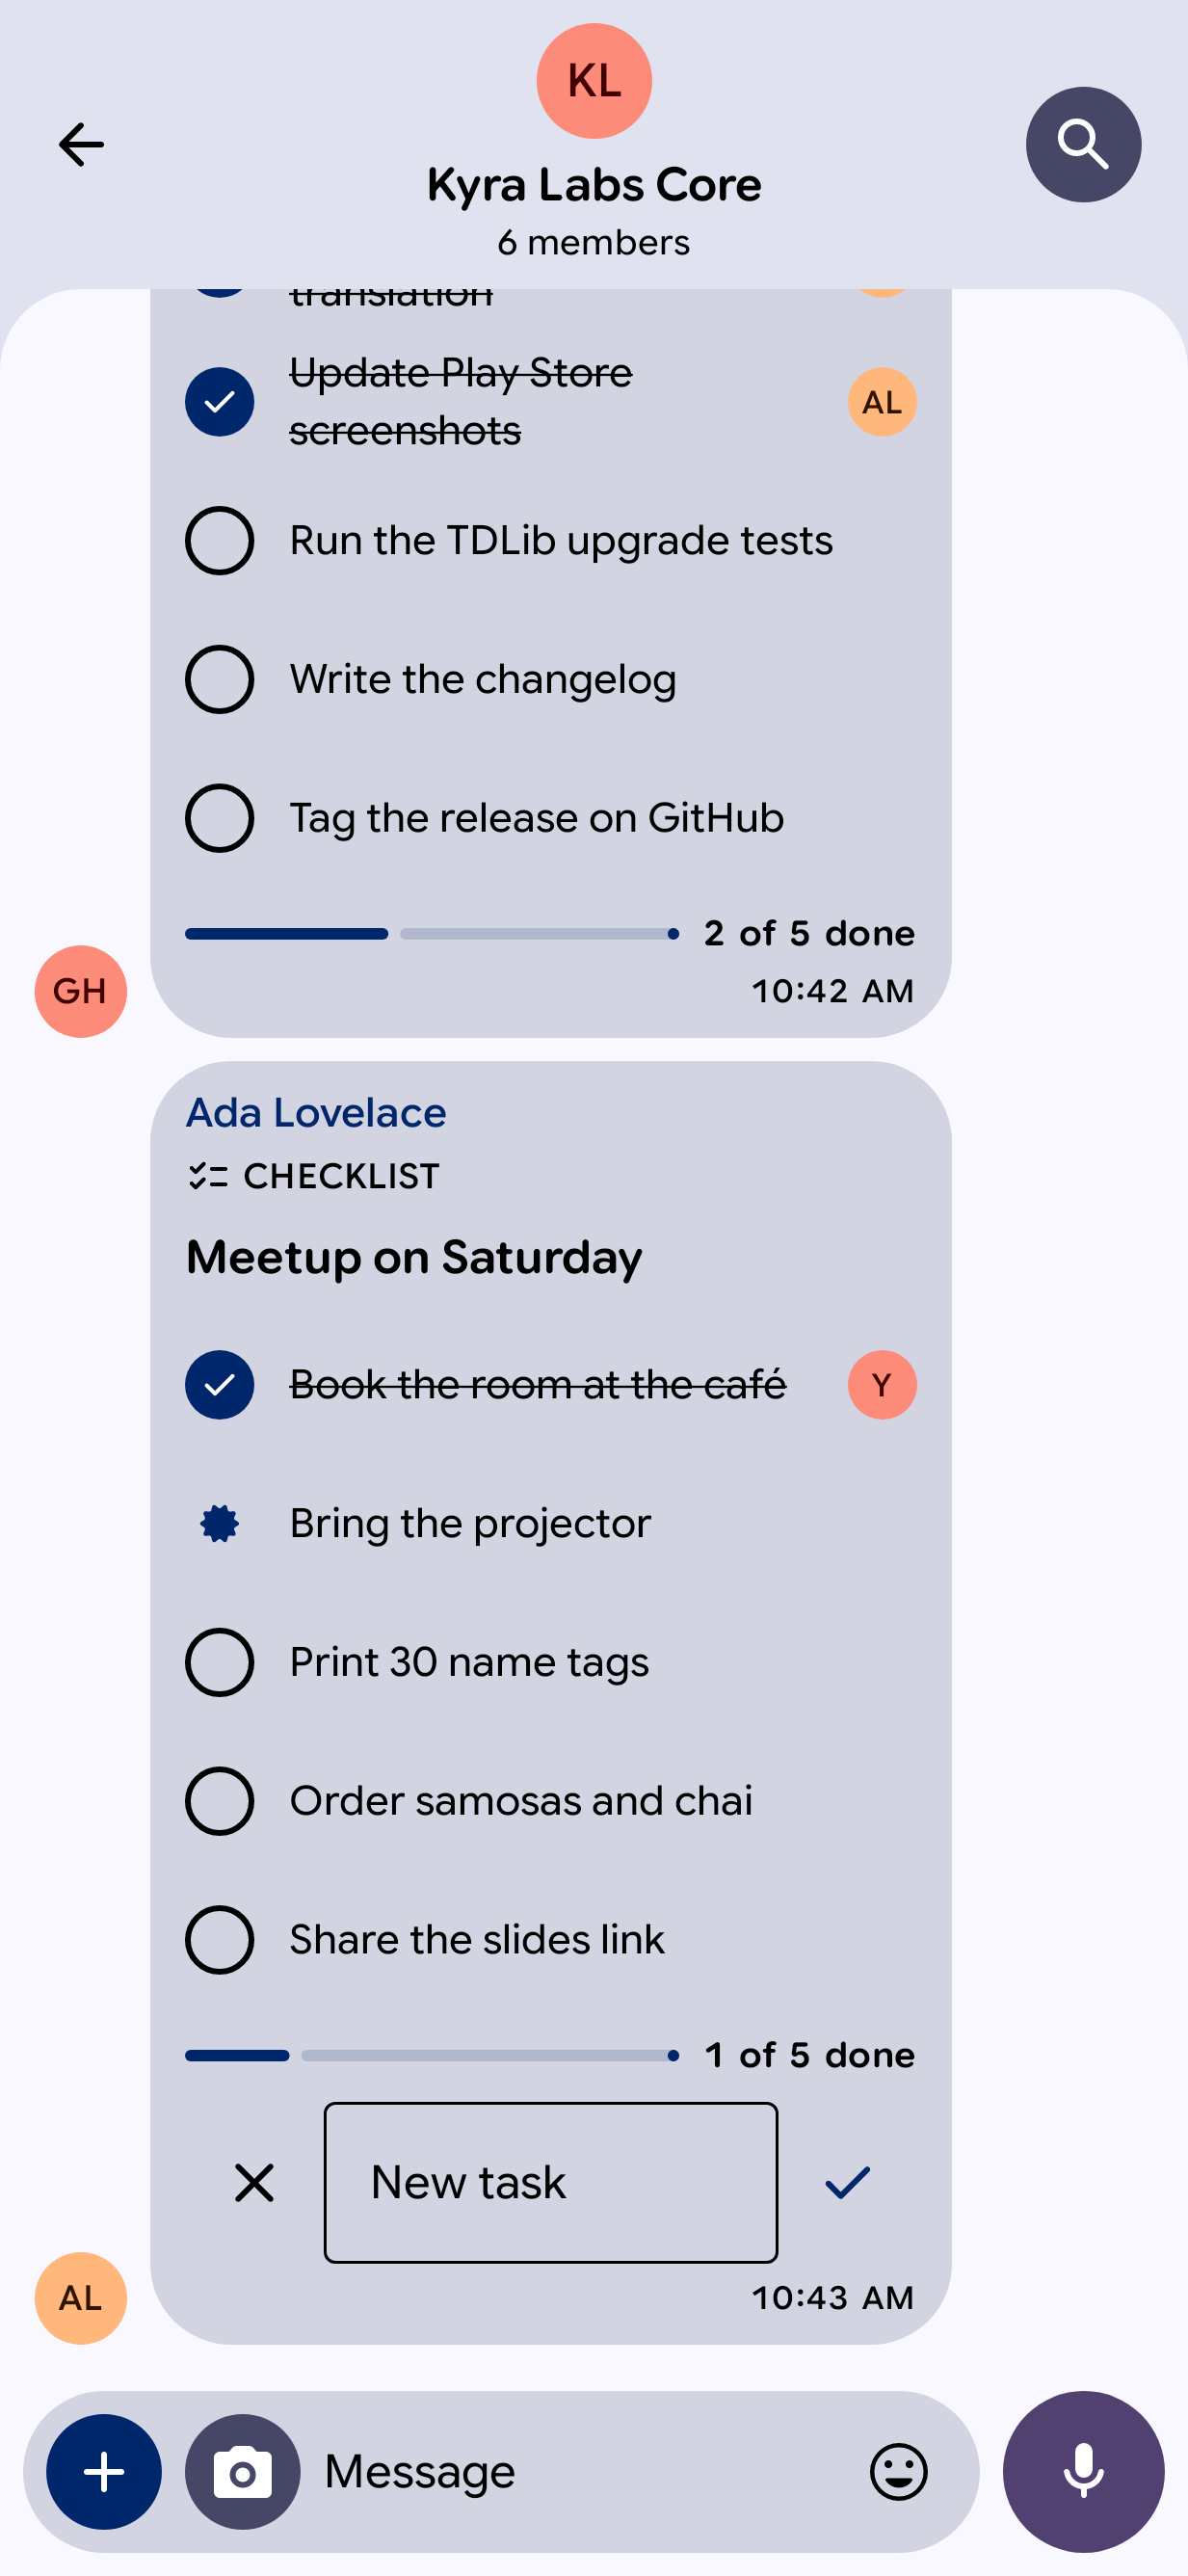 KL
Kyra Labs Core
6 members
translation
Update Play Store
screenshots
AL
Run the TDLib upgrade tests
Write the changelog
Tag the release on GitHub
2 of 5 done
10:42 AM
GH
Ada Lovelace
CHECKLIST
Meetup on Saturday
Book the room at the café
Y
Bring the projector
Print 30 name tags
Order samosas and chai
Share the slides link
1 of 5 done
New task
10:43 AM
AL
Message